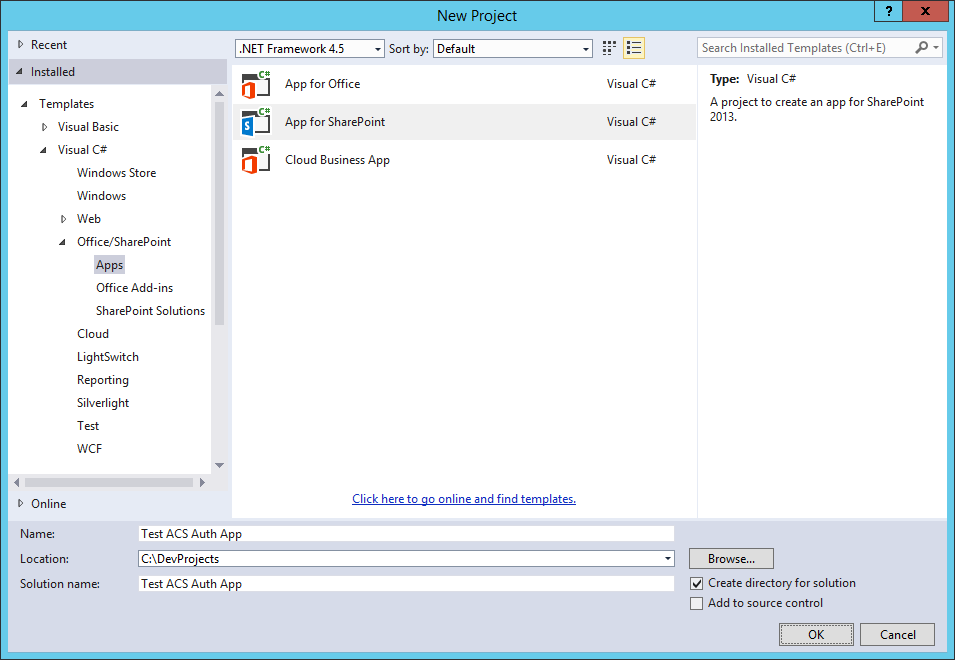 New Project
?
x
Recent
Installed
Templates
Visual Basic
Visual C#
Windows Store
Windows
Web
Office/SharePoint
Apps
Office Add-ins
SharePoint Solutions
Cloud
LightSwitch
Reporting
Silverlight
Test
WCF
Online
.NET Framework 4.5 Sort by: Default
C# App for Office Visual C#
C# S App for SharePoint Visual C#
C# Cloud Business App Visual C#
Click here to go online and find templates.
Search Installed Templates (Ctrl+E)
Type: Visual C#
A project to create an app for SharePoint
2013.
Name: Test ACS Auth App
Location: C:\DevProjects Browse...
Solution name: Test ACS Auth App Create directory for solution
Add to source control
OK Cancel